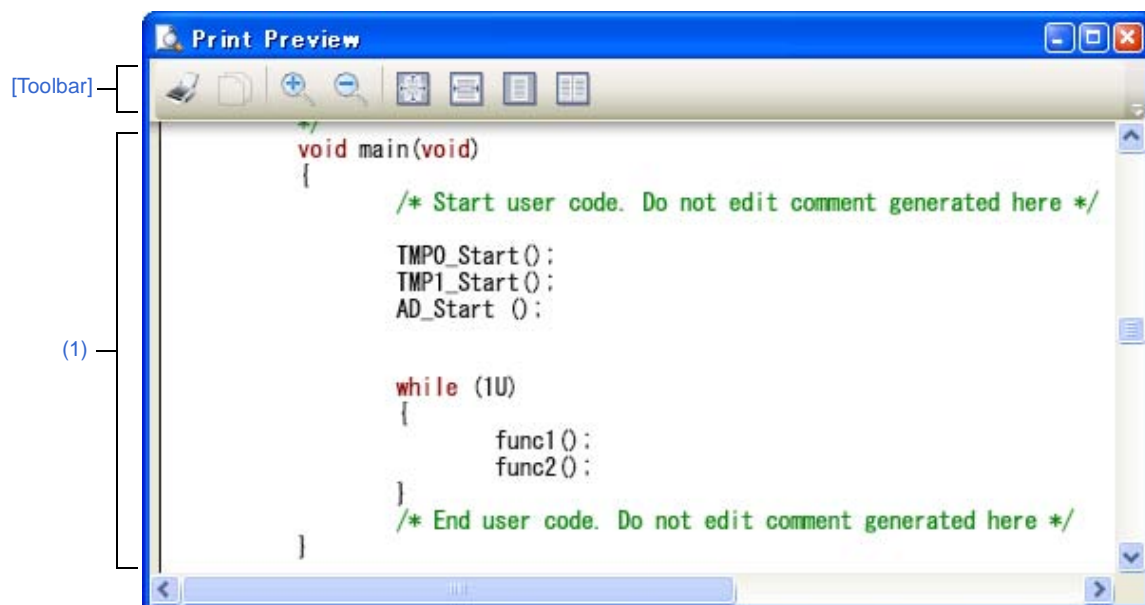 Print Preview
[Toolbar]
*/
void main(void)
{
/* Start user code. Do not edit comment generated here */
TMP0_Start();
TMP1_Start();
AD_Start ();
(1)
while (1U)
{
func1();
func2();
}
/* End user code. Do not edit comment generated here */
}